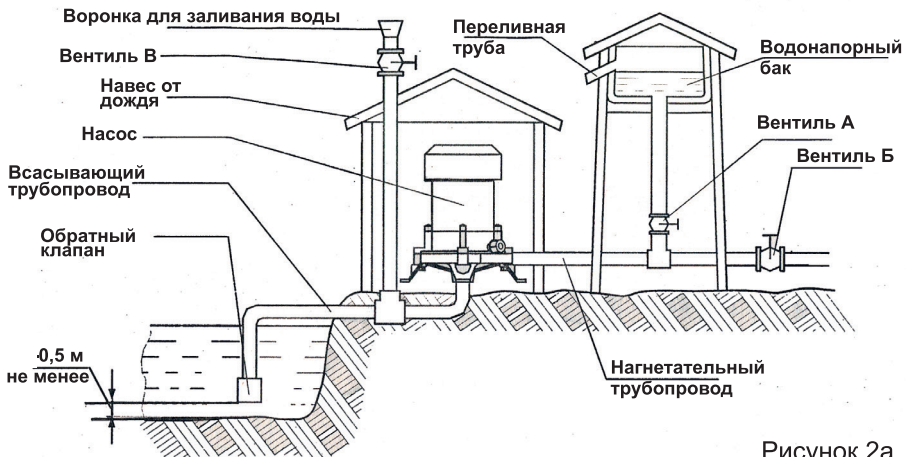 Воронка для заливания воды
Вентиль В
Навес от
дождя
Насос
Всасывающий
трубопровод
Обратный
клапан
0,5 м
не менее
Переливная
труба
Водонапорный
бак
Вентиль А
Вентиль Б
Нагнетательный
трубопровод
Рисунок 2а